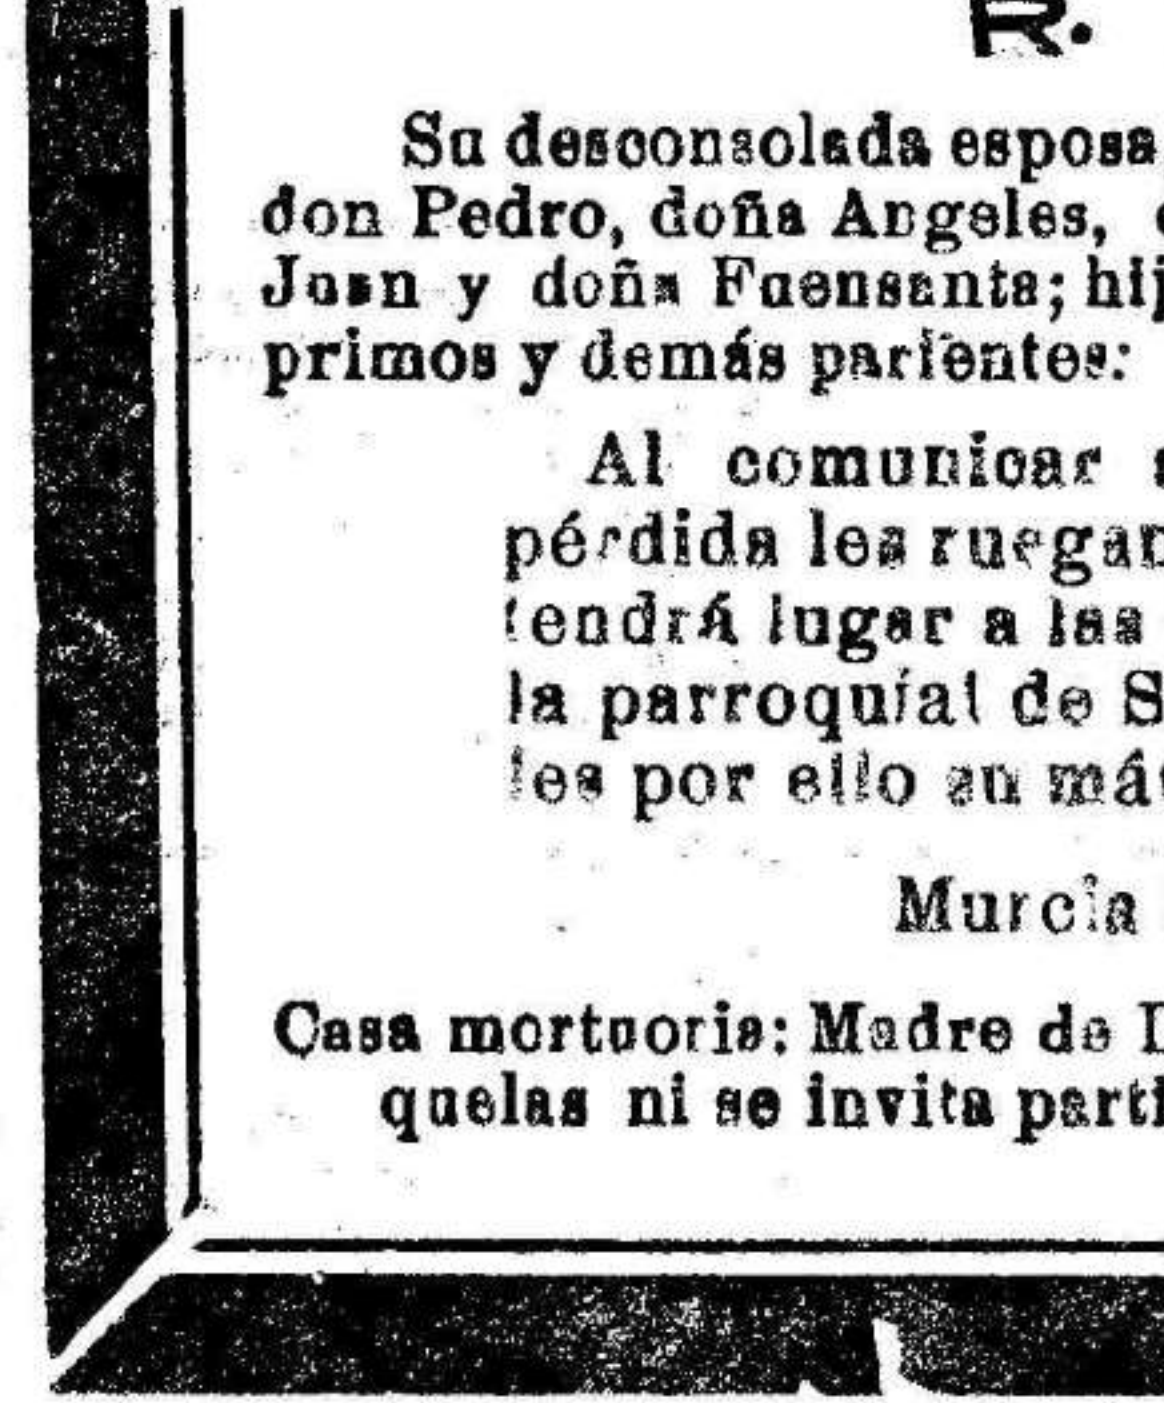 R.
Su desconsolada esposa
don Pedro, doña Angeles,
Juan y doña Fuensanta; hij
primos y demás parientes:
Al comunicar
pérdida les ruegan
tendrá lugar a las
la parroquial de S
les por ello su más
Murcia
Casa mortuoria: Madre de
quelas ni se invita parti